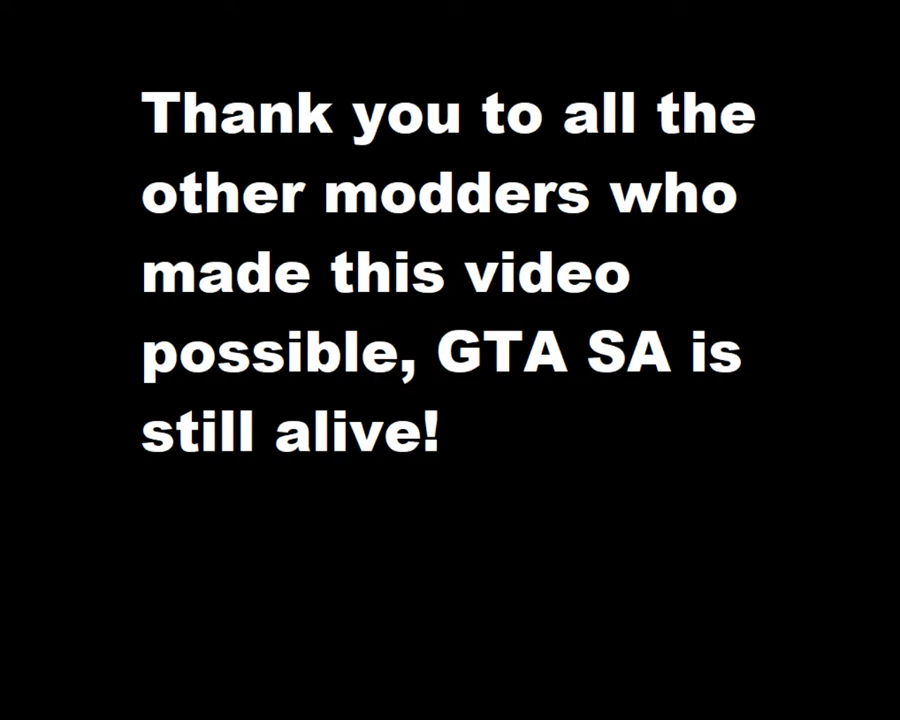 Thank you to all the
other modders who
made this video
possible, GTA SA is
still alive!